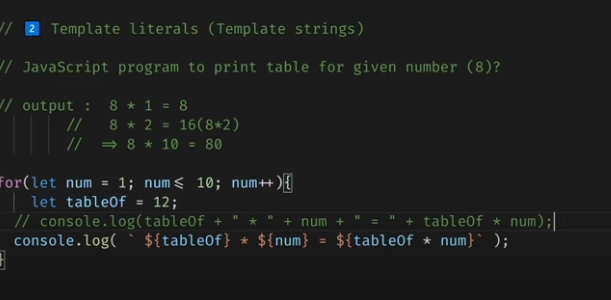 // 2 Template literals (Template strings)
// JavaScript program to print table for given number (8)?
// output :  8 * 1 = 8
//   8 * 2 = 16(8*2)
//  => 8 * 10 = 80
for(let num = 1; num<= 10; num++){
let tableOf = 12;
// console.log(tableOf + " * " + num + " = " + tableOf * num);
console.log( ` ${tableOf} * ${num} = ${tableOf * num}` );
}